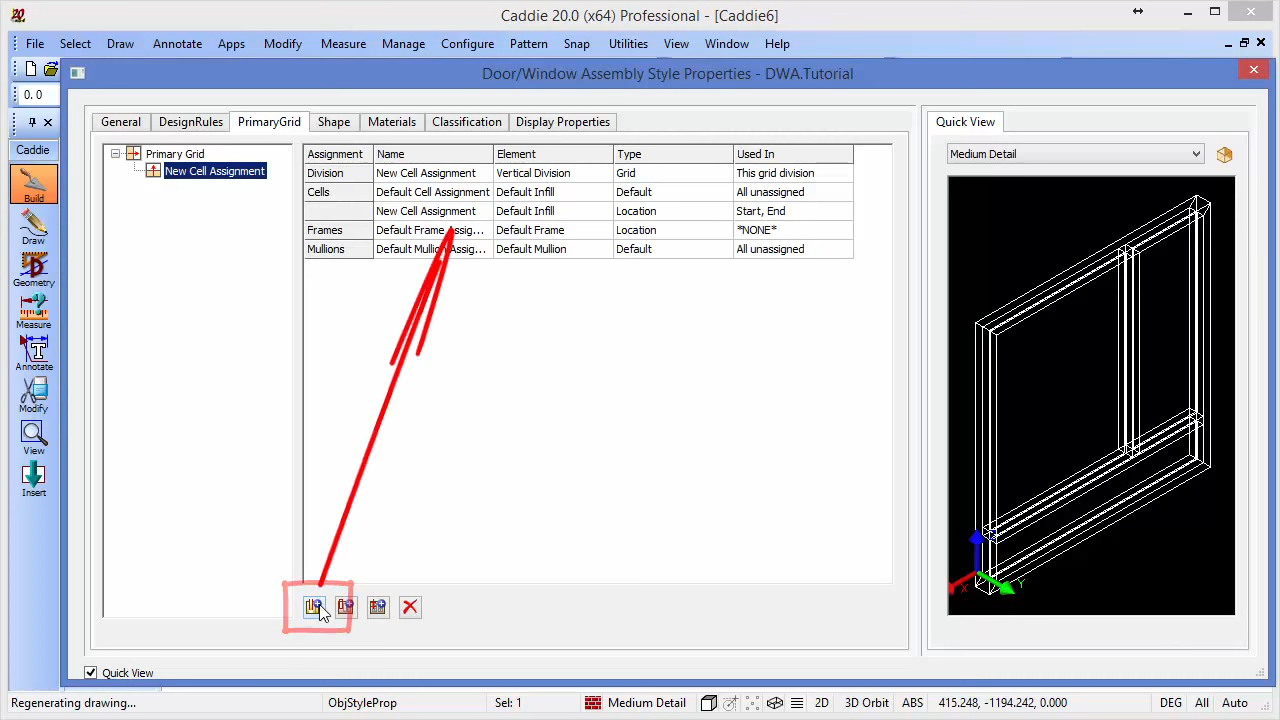 20.
Caddie 20.0 (x64) Professional - [Caddie6]
File Select Draw Annotate Apps Modify Measure Manage Configure Pattern Snap Utilities View Window Help
Door/Window Assembly Style Properties - DWA.Tutorial
0. 0
General DesignRules PrimaryGrid Shape Materials Classification Display Properties
Quick View
Caddie
Build
Draw
Geometry
Measure
Annotate
Modify
View
Insert
Primary Grid
New Cell Assignment
Assignment Name Element Type Used In
Division New Cell Assignment Vertical Division Grid This grid division
Cells Default Cell Assignment Default Infill Default All unassigned
New Cell Assignment Default Infill Location Start, End
Frames Default Frame Assig... Default Frame Location *NONE*
Mullions Default Mullion Assig... Default Mullion Default All unassigned
Medium Detail
X
Y
Quick View
Regenerating drawing... ObjStyleProp Sel: 1 Medium Detail 2D 3D Orbit ABS 415.248, -1194.242, 0.000 DEG All Auto